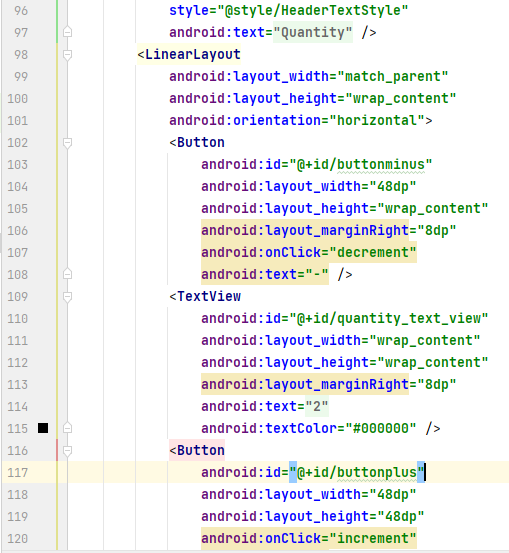 96 style="@style/HeaderTextStyle"
97 android:text="Quantity" />
98 <LinearLayout
99 android:layout_width="match_parent"
100 android:layout_height="wrap_content"
101 android:orientation="horizontal">
102 <Button
103 android:id="@+id/buttonminus"
104 android:layout_width="48dp"
105 android:layout_height="wrap_content"
106 android:layout_marginRight="8dp"
107 android:onClick="decrement"
108 android:text="-" />
109 <TextView
110 android:id="@+id/quantity_text_view"
111 android:layout_width="wrap_content"
112 android:layout_height="wrap_content"
113 android:layout_marginRight="8dp"
114 android:text="2"
115 android:textColor="#000000" />
116 <Button
117 android:id="@+id/buttonplus"
118 android:layout_width="48dp"
119 android:layout_height="48dp"
120 android:onClick="increment"